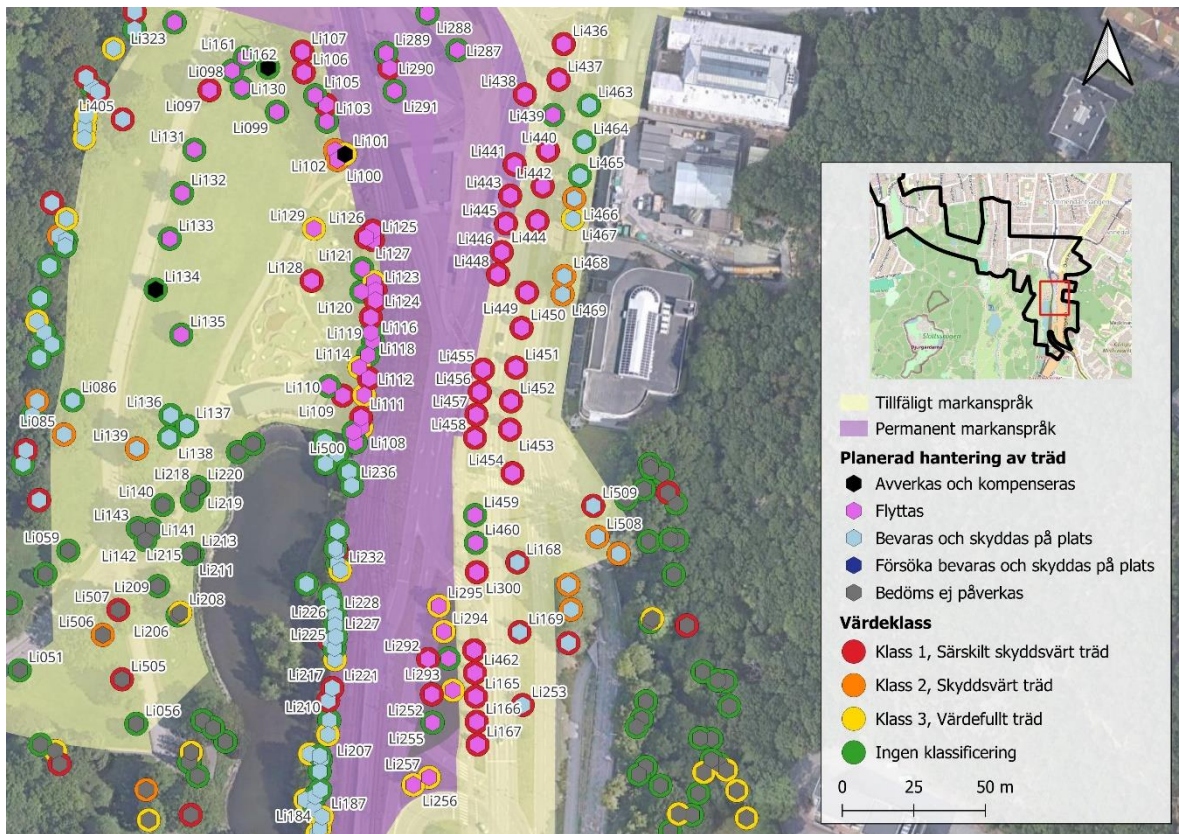 Li323
Li161
Li162
Li107
Li106
Li098
Li105
Li130
Li103
Li097
Li099
Li405
Li131
Li101
Li102
Li100
Li132
Li129
Li126
Li125
Li133
Li127
Li121
Li128
Li123
Li134
Li120
Li124
Li116
Li119
Li135
Li118
Li114
Li110
Li112
Li086
Li111
Li136
Li137
Li109
Li085
Li139
Li138
Li108
Li500
Li220
Li236
Li218
Li219
Li140
Li143
Li141
Li059
Li213
Li142
Li215
Li232
Li211
Li209
Li507
Li208
Li228
Li226
Li506
Li206
Li227
Li225
Li051
Li505
Li217
Li221
Li210
Li056
Li207
Li187
Li184
Li288
Li289
Li287
Li290
Li291
Li436
Li437
Li438
Li463
Li439
Li464
Li440
Li441
Li465
Li442
Li443
Li445
Li466
Li444
Li467
Li446
Li448
Li468
Li449
Li450
Li469
Li455
Li451
Li456
Li452
Li457
Li458
Li453
Li454
Li459
Li509
Li460
Li508
Li168
Li300
Li295
Li294
Li169
Li292
Li462
Li293
Li165
Li253
Li252
Li166
Li255
Li167
Li257
Li256
Slottsskogen
Annedal
Tillfäligt markanspråk
Permanent markanspråk
Planerad hantering av träd
Avverkas och kompenseras
Flyttas
Bevaras och skyddas på plats
Försöka bevaras och skyddas på plats
Bedöms ej påverkas
Värdeklass
Klass 1, Särskilt skyddsvärt träd
Klass 2, Skyddsvärt träd
Klass 3, Värdefullt träd
Ingen klassificering
0 25 50 m